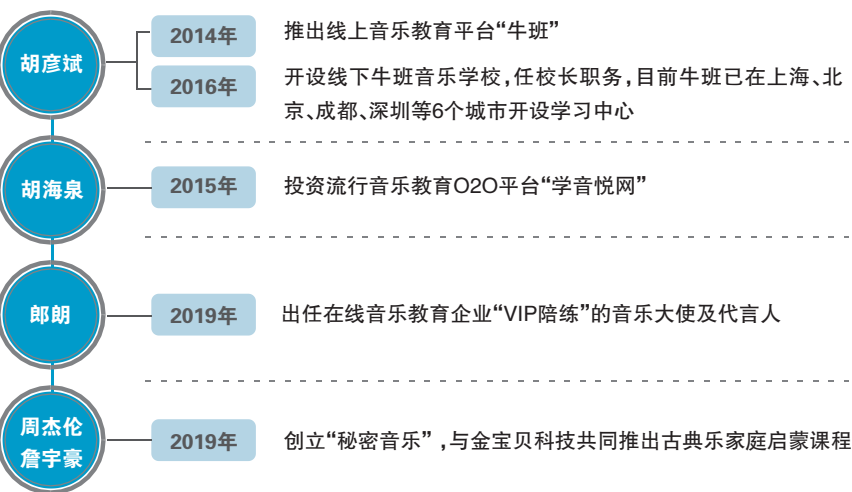 胡彦斌
2014年
推出线上音乐教育平台“牛班”
2016年
开设线下牛班音乐学校,任校长职务,目前牛班已在上海、北
京、成都、深圳等6个城市开设学习中心
胡海泉
2015年
投资流行音乐教育O2O平台“学音悦网”
郎朗
2019年
出任在线音乐教育企业“VIP陪练”的音乐大使及代言人
周杰伦
詹宇豪
2019年
创立“秘密音乐”,与金宝贝科技共同推出古典乐家庭启蒙课程